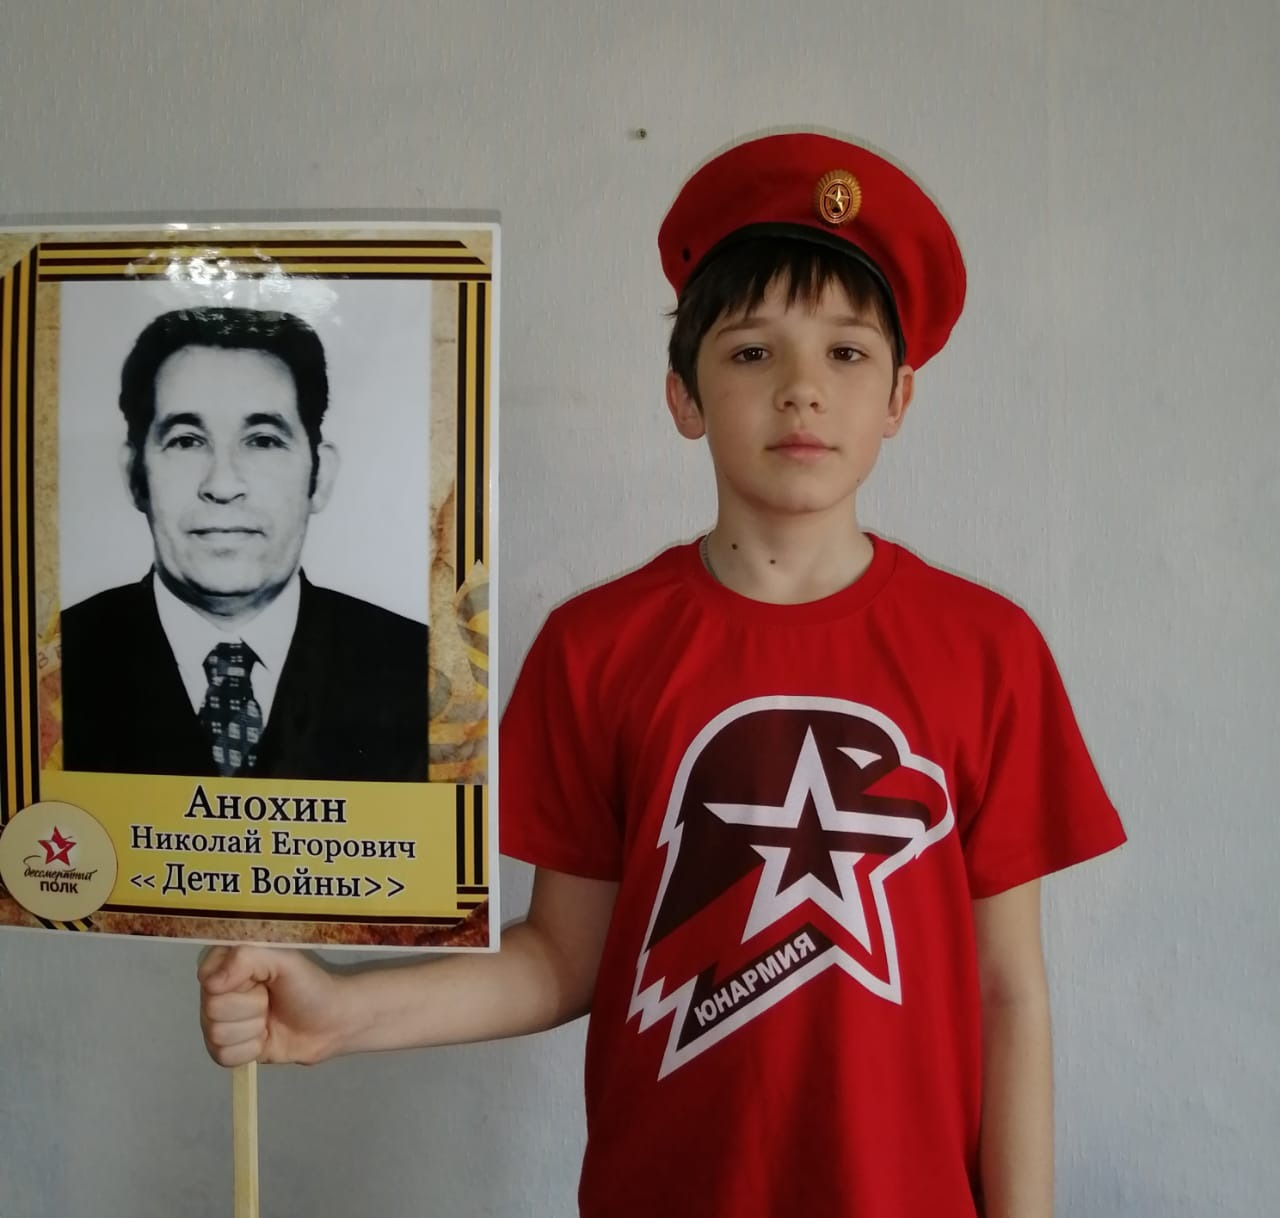 Анохин
Николай Егорович
<< Дети Войны>>
бессмертный
ПОЛК
ЮНАРМИЯ